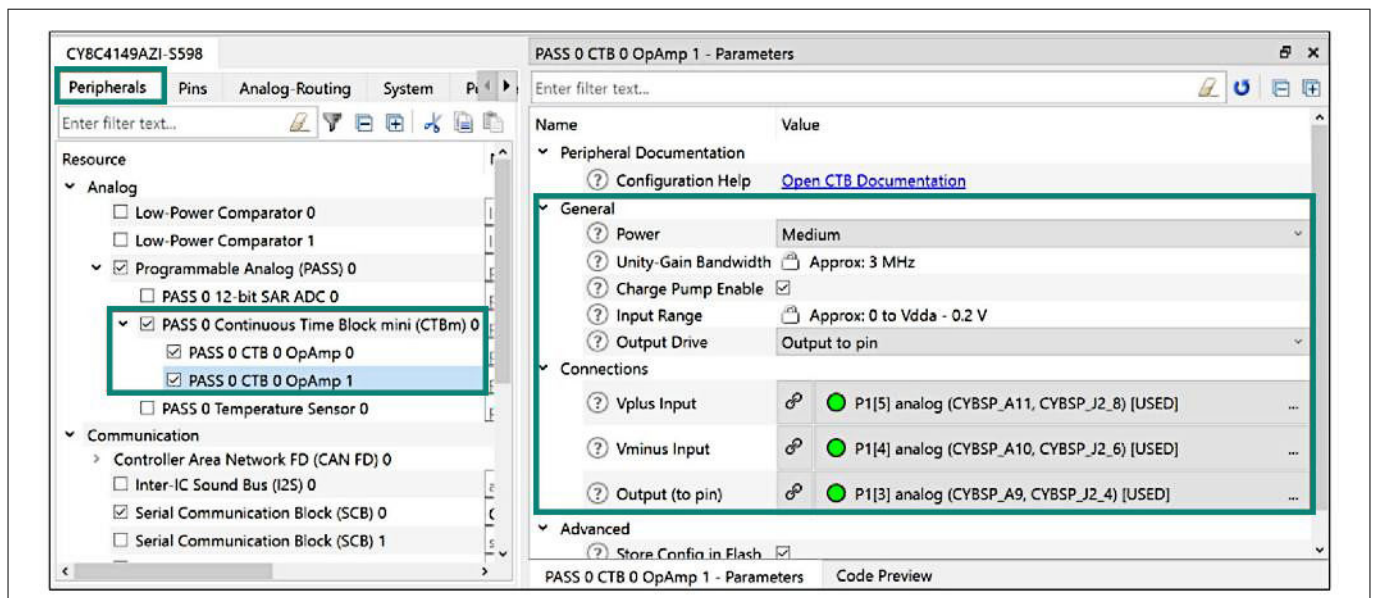 CY8C4149AZI-S598
Peripherals Pins Analog-Routing System
Enter filter text...
Resource
Analog
Low-Power Comparator 0
Low-Power Comparator 1
Programmable Analog (PASS) 0
PASS 0 12-bit SAR ADC 0
PASS 0 Continuous Time Block mini (CTBm) 0
PASS 0 CTB 0 OpAmp 0
PASS 0 CTB 0 OpAmp 1
PASS 0 Temperature Sensor 0
Communication
Controller Area Network FD (CAN FD) 0
Inter-IC Sound Bus (I2S) 0
Serial Communication Block (SCB) 0
Serial Communication Block (SCB) 1
PASS 0 CTB 0 OpAmp 1 - Parameters
Enter filter text...
Name Value
Peripheral Documentation
Configuration Help Open CTB Documentation
General
Power Medium
Unity-Gain Bandwidth Approx: 3 MHz
Charge Pump Enable
Input Range Approx: 0 to Vdda - 0.2 V
Output Drive Output to pin
Connections
Vplus Input P1[5] analog (CYBSP_A11, CYBSP_J2_8) [USED] ...
Vminus Input P1[4] analog (CYBSP_A10, CYBSP_J2_6) [USED] ...
Output (to pin) P1[3] analog (CYBSP_A9, CYBSP_J2_4) [USED] ...
Advanced
Store Config in Flash
PASS 0 CTB 0 OpAmp 1 - Parameters Code Preview